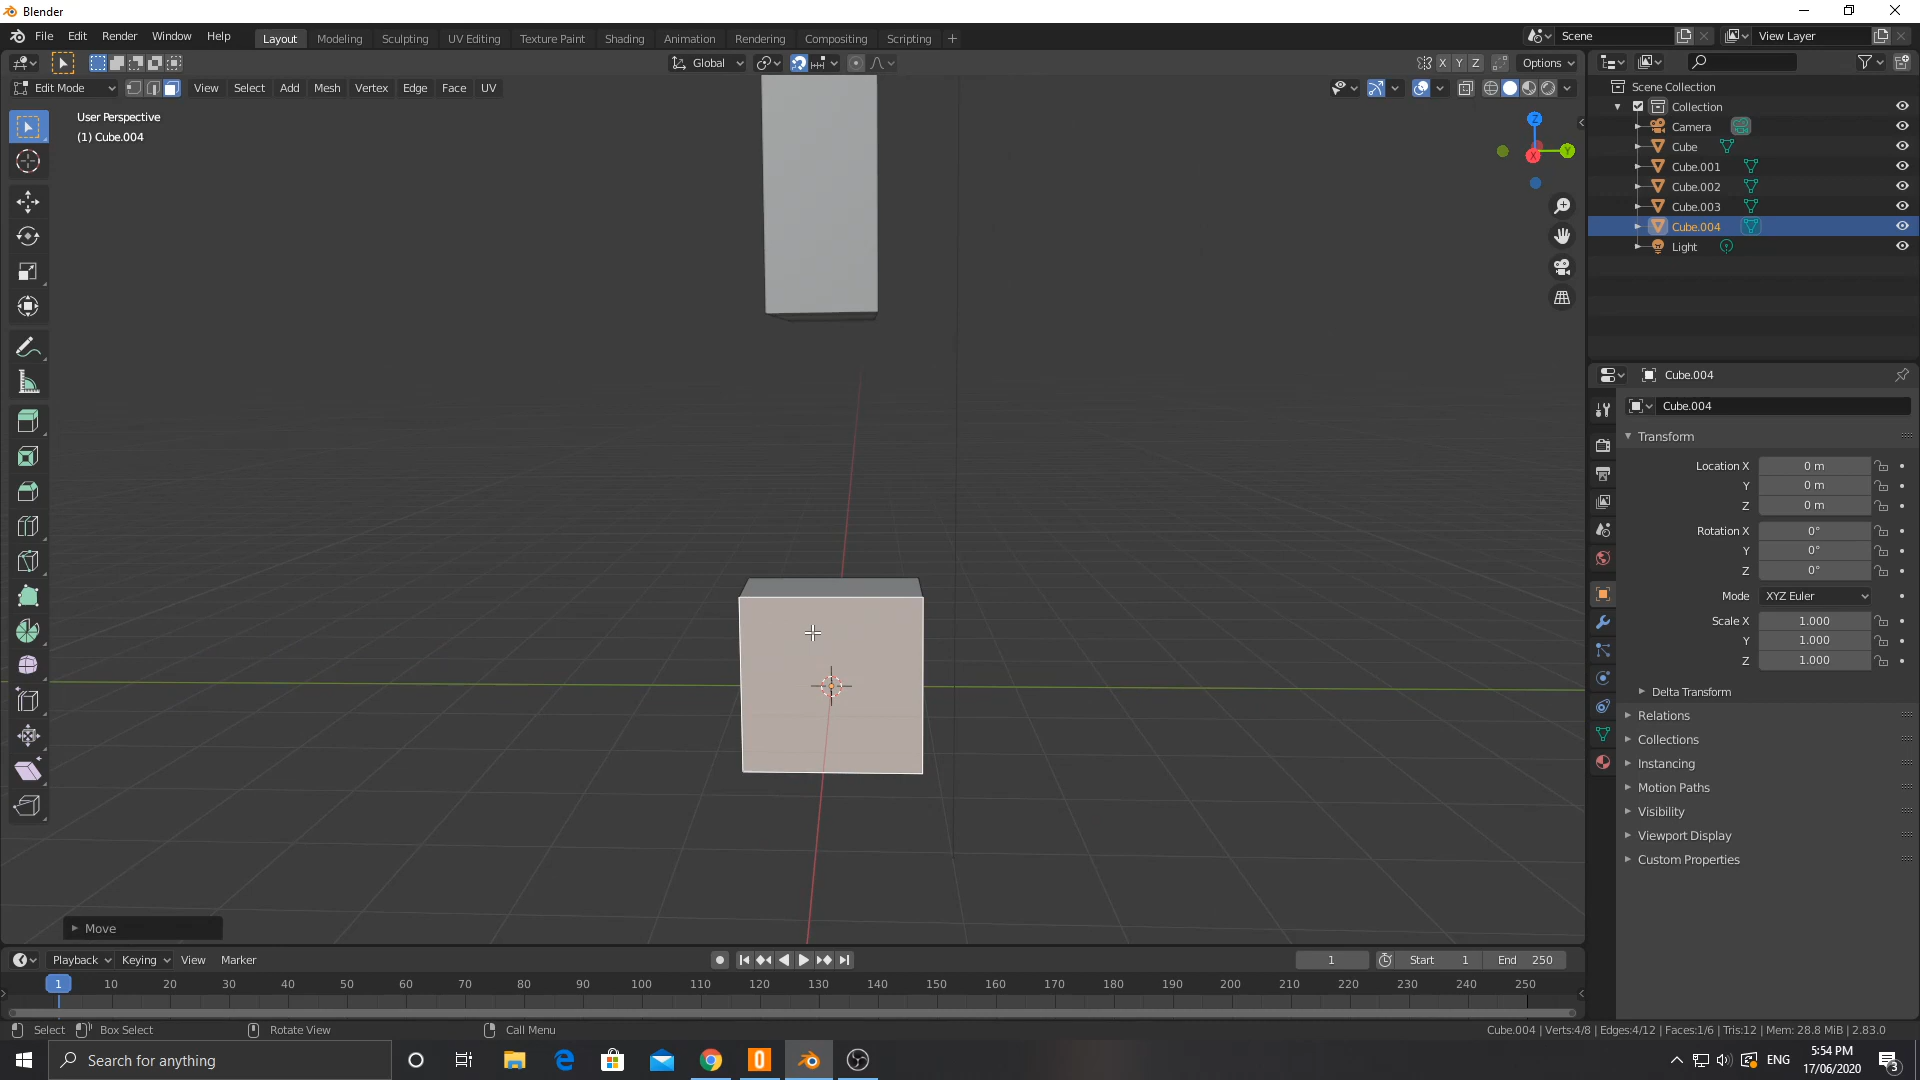 Blender
File Edit Render Window Help
Layout Modeling Sculpting UV Editing Texture Paint Shading Animation Rendering Compositing Scripting +
Scene
View Layer
Global
X Y Z
Options
Edit Mode View Select Add Mesh Vertex Edge Face UV
User Perspective
(1) Cube.004
Z
Y
X
Scene Collection
Collection
Camera
Cube
Cube.001
Cube.002
Cube.003
Cube.004
Light
Cube.004
Cube.004
Transform
Location X 0 m
Y 0 m
Z 0 m
Rotation X 0°
Y 0°
Z 0°
Mode XYZ Euler
Scale X 1.000
Y 1.000
Z 1.000
Delta Transform
Relations
Collections
Instancing
Motion Paths
Visibility
Viewport Display
Custom Properties
Move
Playback Keying View Marker
1
Start 1
End 250
1 10 20 30 40 50 60 70 80 90 100 110 120 130 140 150 160 170 180 190 200 210 220 230 240 250
Select Box Select Rotate View Call Menu
Cube.004 | Verts:4/8 | Edges:4/12 | Faces:1/6 | Tris:12 | Mem: 28.8 MiB | 2.83.0
Search for anything
ENG
5:54 PM
17/06/2020
3